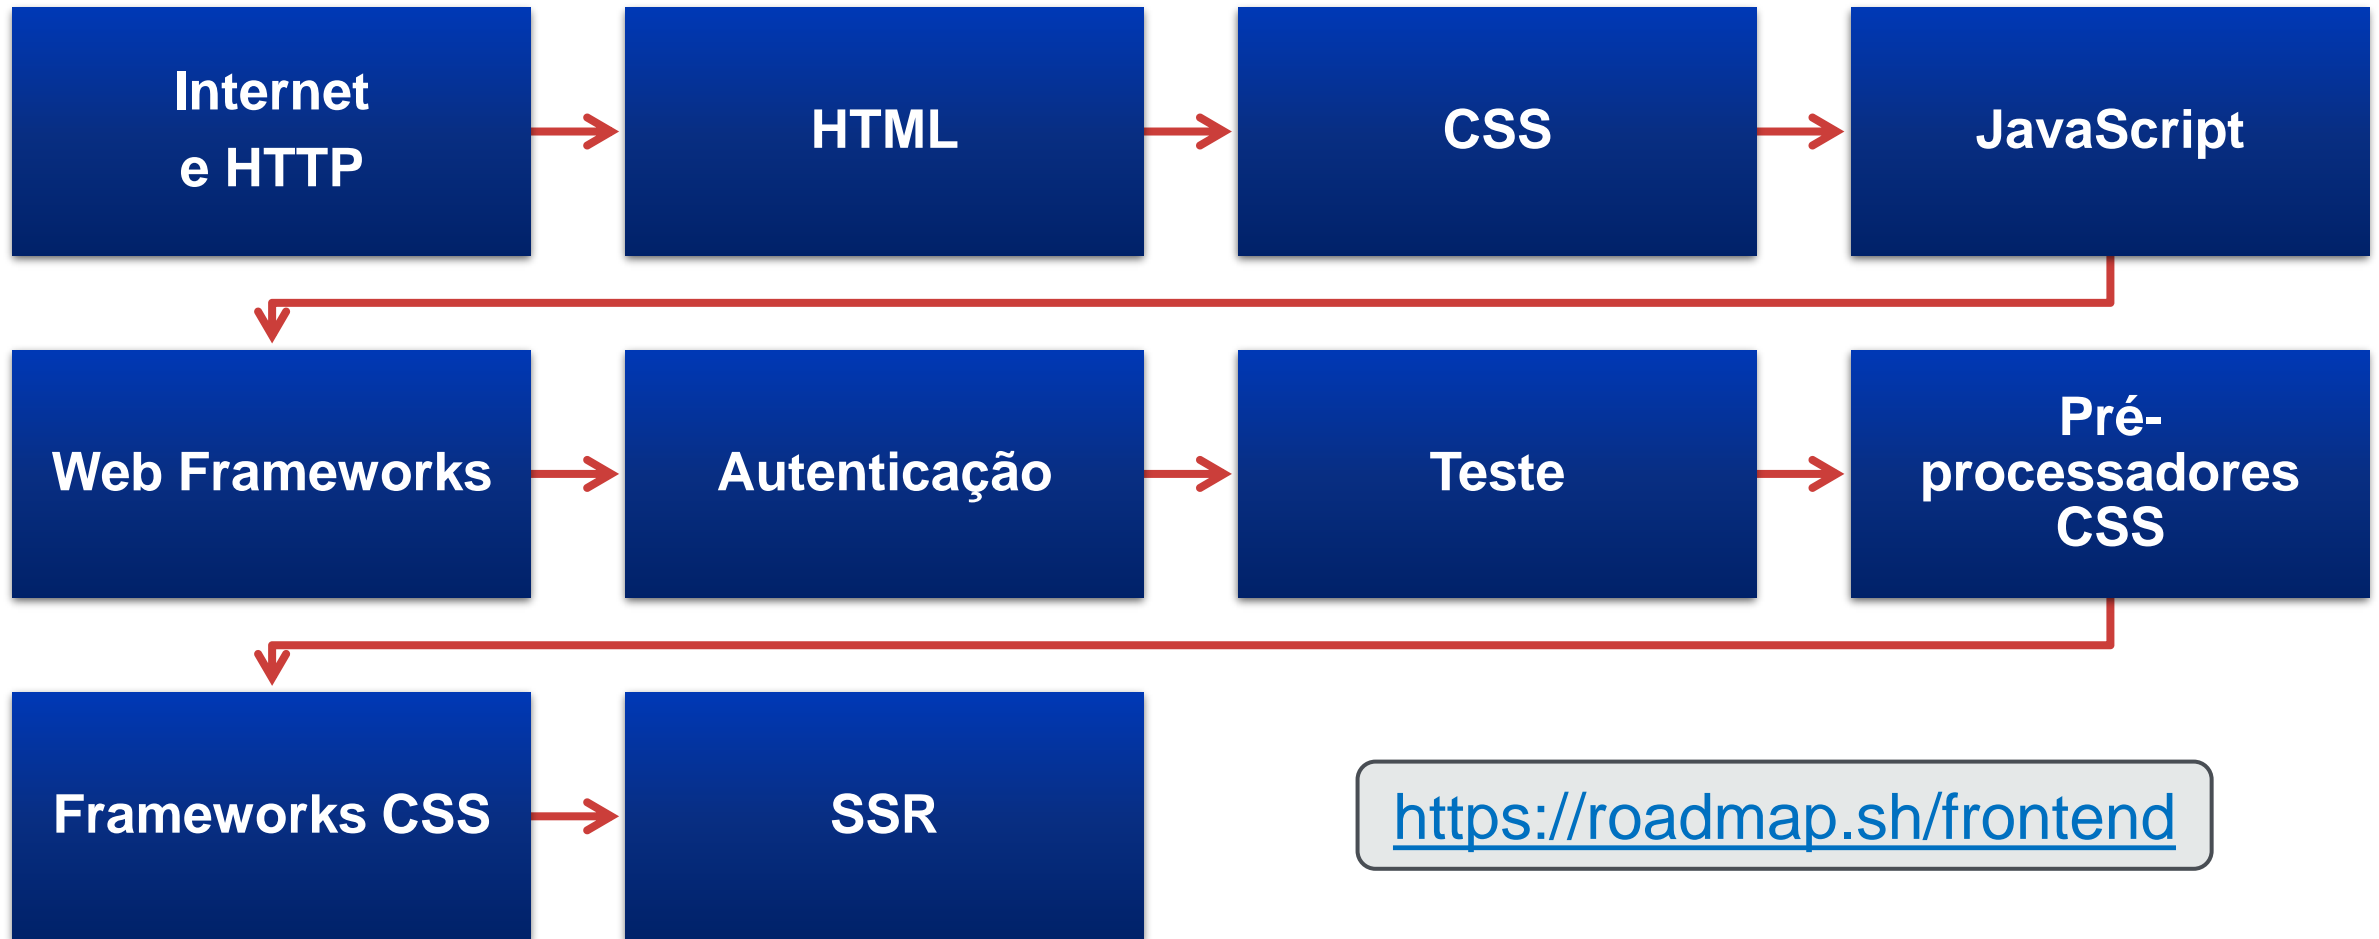 Internet
e HTTP
HTML
CSS
JavaScript
Web Frameworks
Autenticação
Teste
Pré-
processadores
CSS
Frameworks CSS
SSR
https://roadmap.sh/frontend